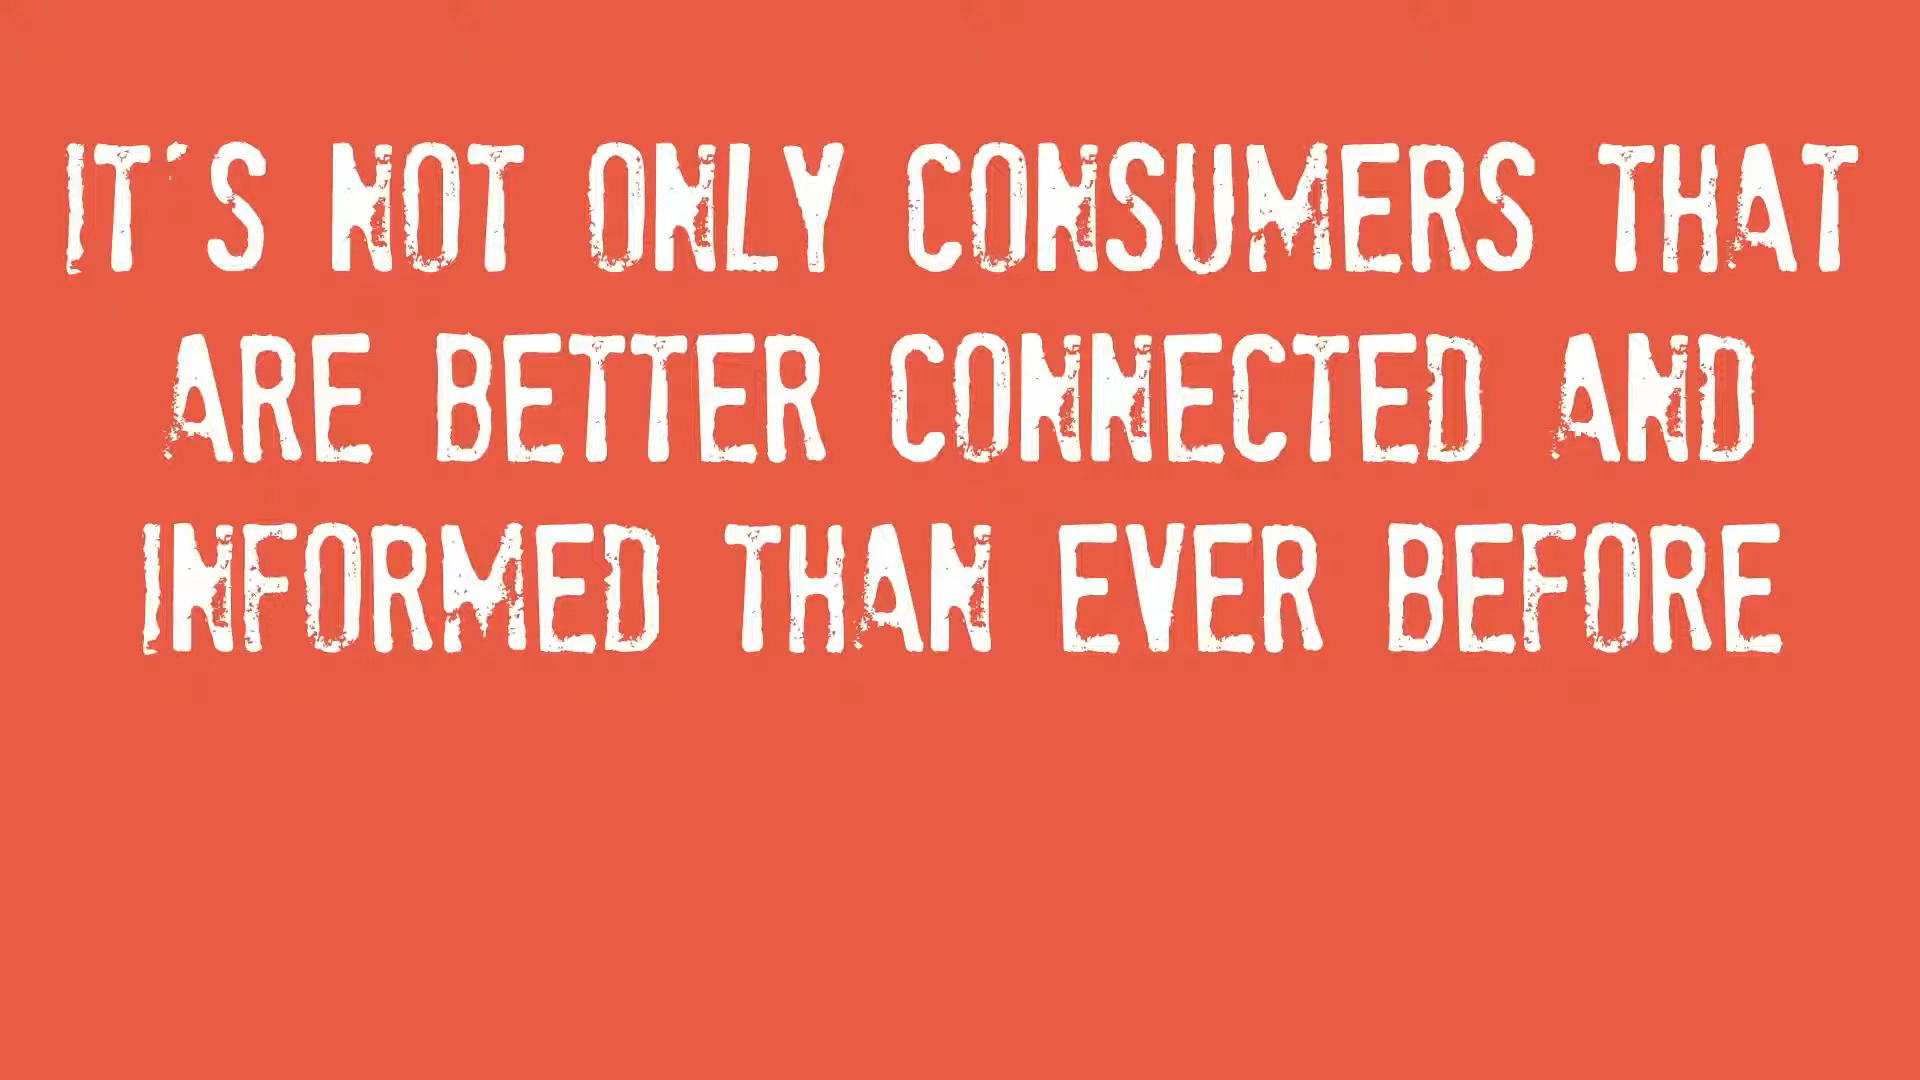 IT´S NOT ONLY CONSUMERS THAT
ARE BETTER CONNECTED AND
INFORMED THAN EVER BEFORE